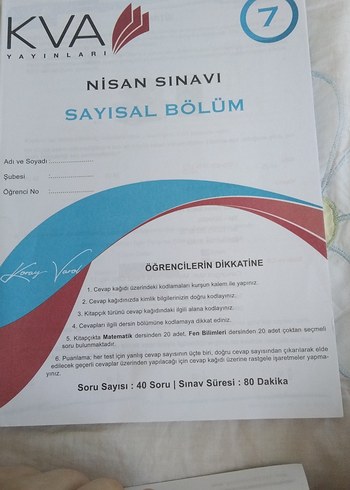 KVA
YAYINLARI
7
NİSAN SINAVI
SAYISAL BÖLÜM
Adı ve Soyadı :....................
Şubesi :....................
Öğrenci No :....................
Koray Varol
ÖĞRENCİLERİN DİKKATİNE
1. Cevap kağıdı üzerindeki kodlamaları kurşun kalem ile yapınız.
2. Cevap kağıdınızda kimlik bilgilerinizin doğru kodlayınız.
3. Kitapçık türünü cevap kağıdındaki ilgili alana kodlayınız.
4. Cevapları ilgili dersin bölümüne kodlamaya dikkat ediniz.
5. Kitapçıkta Matematik dersinden 20 adet, Fen Bilimleri dersinden 20 adet çoktan seçmeli
soru bulunmaktadır.
6. Puanlama; her test için yanlış cevap sayısının üçte biri, doğru cevap sayısından çıkarılarak elde
edilecek geçerli cevaplar üzerinden yapılacağı için cevap kağıdı üzerine rastgele işaretmeler yapma-
yınız.
Soru Sayısı : 40 Soru | Sınav Süresi : 80 Dakika